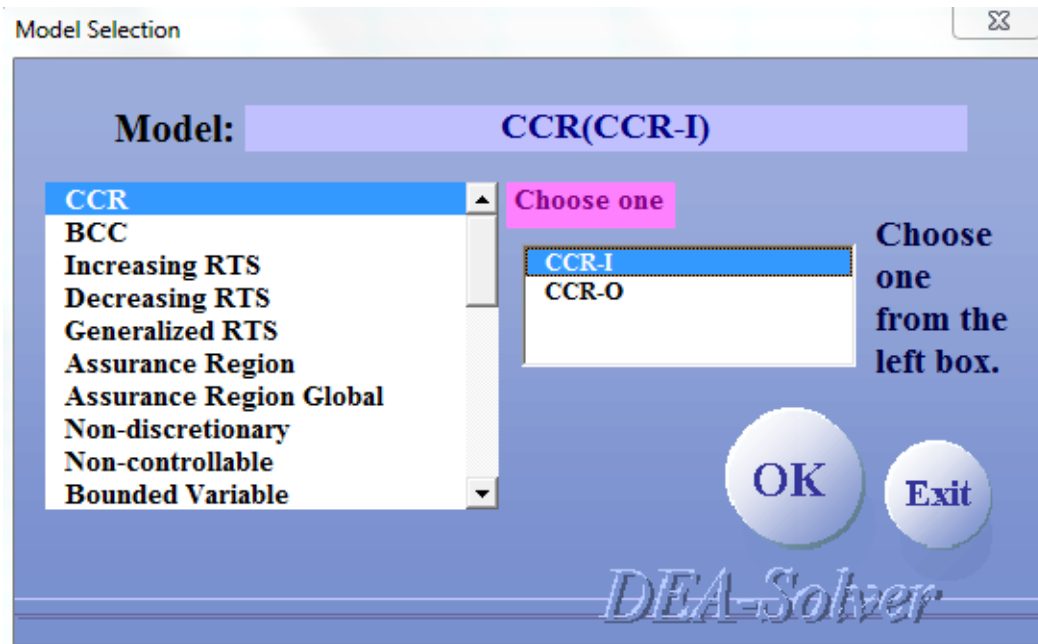 Model Selection
Model:
CCR(CCR-I)
CCR
BCC
Increasing RTS
Decreasing RTS
Generalized RTS
Assurance Region
Assurance Region Global
Non-discretionary
Non-controllable
Bounded Variable
Choose one
CCR-I
CCR-O
Choose
one
from the
left box.
OK
Exit
DEA-Solver